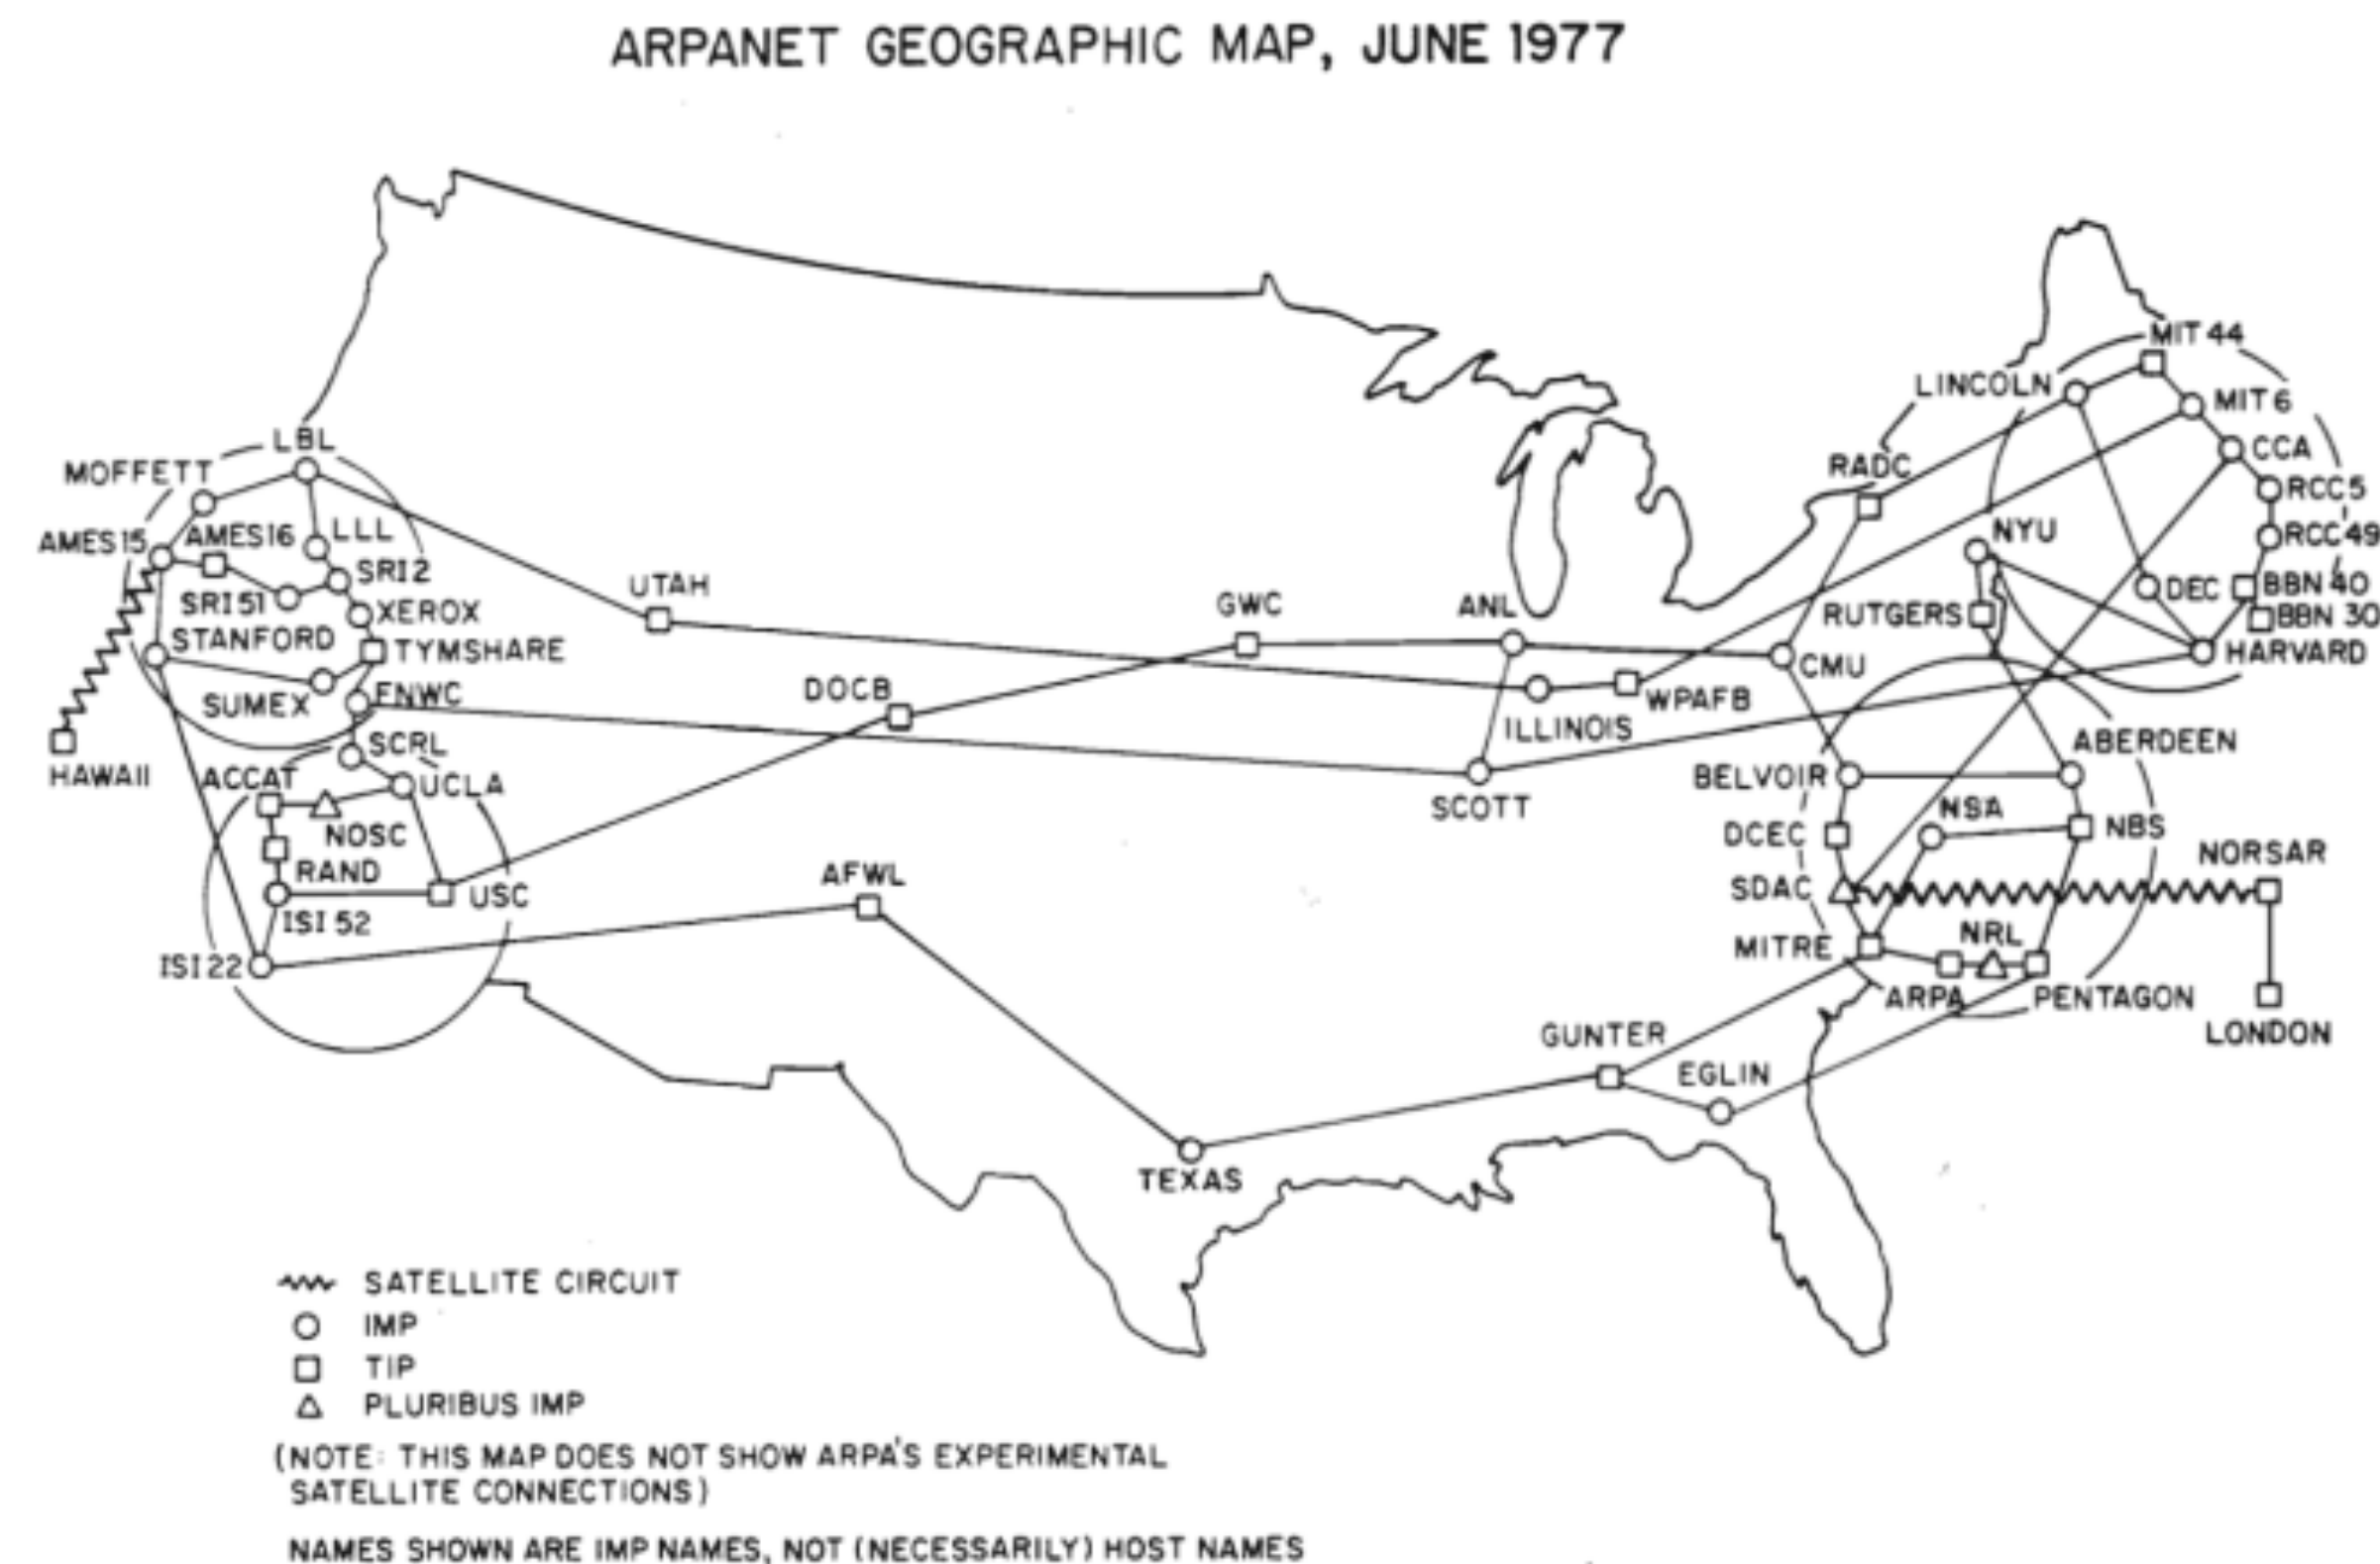 ARPANET GEOGRAPHIC MAP, JUNE 1977
MIT 44
LINCOLN
MIT 6
LBL
CCA
MOFFETT
RADC
RCC 5
AMES 15
AMES 16
LLL
NYU
RCC 49
SRI 2
UTAH
GWC
ANL
DEC
BBN 40
SRI 51
XEROX
RUTGERS
BBN 30
STANFORD
TYMSHARE
HARVARD
CMU
SUMEX
FNWC
DOCB
WPAFB
ILLINOIS
SCRL
ABERDEEN
HAWAII
ACCAT
UCLA
BELVOIR
SCOTT
NSA
NOSC
DCEC
NBS
NORSAR
RAND
AFWL
SDAC
USC
ISI 52
NRL
MITRE
ISI 22
ARPA
PENTAGON
GUNTER
LONDON
EGLIN
TEXAS
SATELLITE CIRCUIT
IMP
TIP
PLURIBUS IMP
(NOTE: THIS MAP DOES NOT SHOW ARPA'S EXPERIMENTAL
SATELLITE CONNECTIONS)
NAMES SHOWN ARE IMP NAMES, NOT (NECESSARILY) HOST NAMES